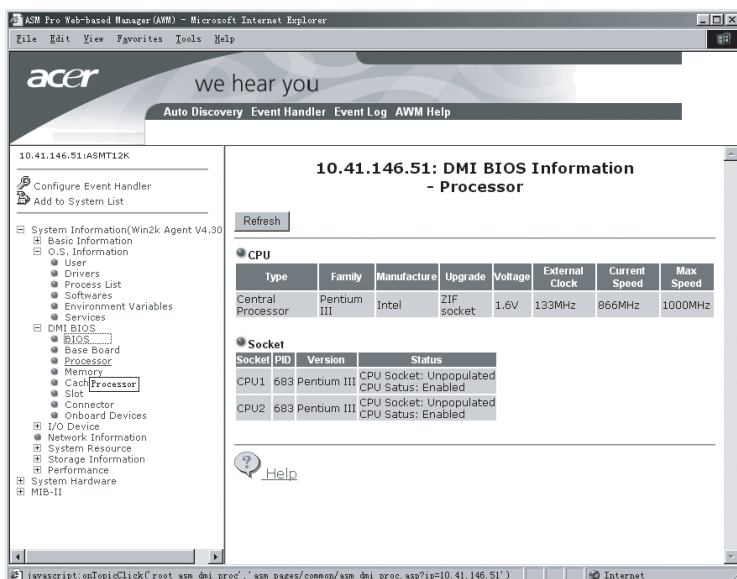 ASM Pro Web-based Manager(AWM) - Microsoft Internet Explorer
File Edit View Favorites Tools Help
acer
we hear you
Auto Discovery Event Handler Event Log AWM Help
10.41.146.51:ASMT12K
Configure Event Handler
Add to System List
System Information(Win2k Agent V4.30
Basic Information
O.S. Information
User
Drivers
Process List
Softwares
Environment Variables
Services
DMI BIOS
BIOS
Base Board
Processor
Memory
Cach
Processor
Slot
Connector
Onboard Devices
I/O Device
Network Information
System Resource
Storage Information
Performance
System Hardware
MIB-II
10.41.146.51: DMI BIOS Information
- Processor
Refresh
CPU
Type Family Manufacture Upgrade Voltage External Clock Current Speed Max Speed
Central Processor Pentium III Intel ZIF socket 1.6V 133MHz 866MHz 1000MHz
Socket
Socket PID Version Status
CPU1 683 Pentium III CPU Socket: Unpopulated
CPU Satus: Enabled
CPU2 683 Pentium III CPU Socket: Unpopulated
CPU Satus: Enabled
Help
javascript:onTopicClick('root_asm_dmi_proc','asm_pages/common/asm_dmi_proc.asp?ip=10.41.146.51')
Internet